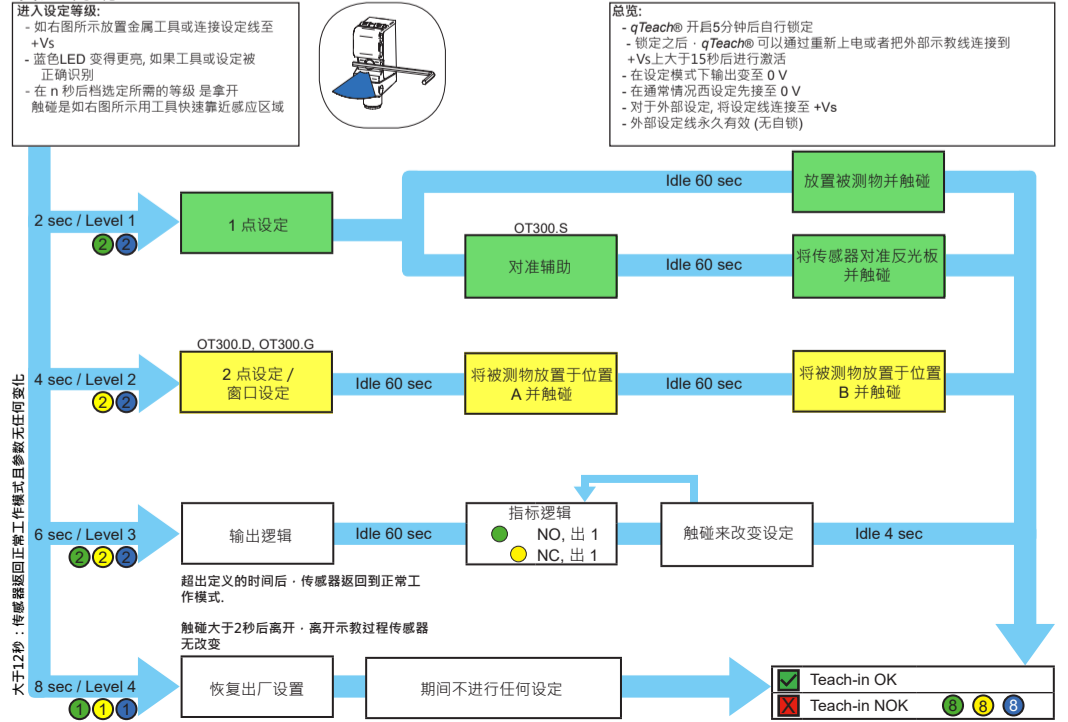 进入设定等级:
- 如右图所示放置金属工具或连接设定线至
+Vs
- 蓝色LED 变得更亮, 如果工具或设定被
正确识别
- 在 n 秒后档选定所需的等级 是拿开
触碰是如右图所示用工具快速靠近感应区域
总览:
- qTeach® 开启5分钟后自行锁定
- 锁定之后，qTeach® 可以通过重新上电或者把外部示教线连接到
+Vs上大于15秒后进行激活
- 在设定模式下输出变至 0 V
- 在通常情况西设定先接至 0 V
- 对于外部设定, 将设定线连接至 +Vs
- 外部设定线永久有效 (无自锁)
2 sec / Level 1
2 2
1 点设定
Idle 60 sec
放置被测物并触碰
OT300.S
对准辅助
Idle 60 sec
将传感器对准反光板
并触碰
OT300.D, OT300.G
4 sec / Level 2
2 2
2 点设定 /
窗口设定
Idle 60 sec
将被测物放置于位置
A 并触碰
Idle 60 sec
将被测物放置于位置
B 并触碰
大于12秒：传感器返回正常工作模式且参数无任何变化
6 sec / Level 3
2 2 2
输出逻辑
Idle 60 sec
指标逻辑
NO, 出 1
NC, 出 1
触碰来改变设定
Idle 4 sec
超出定义的时间后，传感器返回到正常工
作模式.
触碰大于2秒后离开，离开示教过程传感器
无改变
8 sec / Level 4
1 1 1
恢复出厂设置
期间不进行任何设定
Teach-in OK
Teach-in NOK 8 8 8